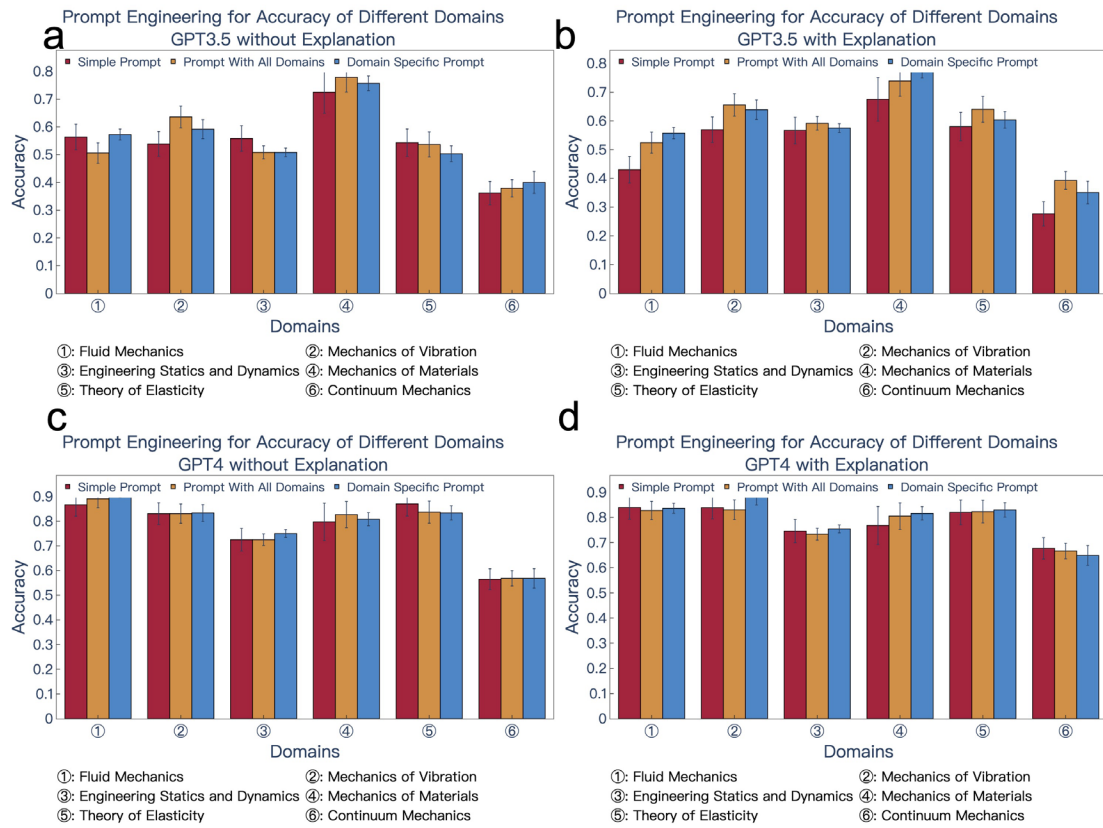 a
Prompt Engineering for Accuracy of Different Domains
GPT3.5 without Explanation
Simple Prompt Prompt With All Domains Domain Specific Prompt
Accuracy
0.8
0.7
0.6
0.5
0.4
0.3
0.2
0.1
0
① ② ③ ④ ⑤ ⑥
Domains
①: Fluid Mechanics ②: Mechanics of Vibration
③: Engineering Statics and Dynamics ④: Mechanics of Materials
⑤: Theory of Elasticity ⑥: Continuum Mechanics
b
Prompt Engineering for Accuracy of Different Domains
GPT3.5 with Explanation
Simple Prompt Prompt With All Domains Domain Specific Prompt
Accuracy
0.8
0.7
0.6
0.5
0.4
0.3
0.2
0.1
0
① ② ③ ④ ⑤ ⑥
Domains
①: Fluid Mechanics ②: Mechanics of Vibration
③: Engineering Statics and Dynamics ④: Mechanics of Materials
⑤: Theory of Elasticity ⑥: Continuum Mechanics
c
Prompt Engineering for Accuracy of Different Domains
GPT4 without Explanation
Simple Prompt Prompt With All Domains Domain Specific Prompt
Accuracy
0.9
0.8
0.7
0.6
0.5
0.4
0.3
0.2
0.1
0
① ② ③ ④ ⑤ ⑥
Domains
①: Fluid Mechanics ②: Mechanics of Vibration
③: Engineering Statics and Dynamics ④: Mechanics of Materials
⑤: Theory of Elasticity ⑥: Continuum Mechanics
d
Prompt Engineering for Accuracy of Different Domains
GPT4 with Explanation
Simple Prompt Prompt With All Domains Domain Specific Prompt
Accuracy
0.9
0.8
0.7
0.6
0.5
0.4
0.3
0.2
0.1
0
① ② ③ ④ ⑤ ⑥
Domains
①: Fluid Mechanics ②: Mechanics of Vibration
③: Engineering Statics and Dynamics ④: Mechanics of Materials
⑤: Theory of Elasticity ⑥: Continuum Mechanics